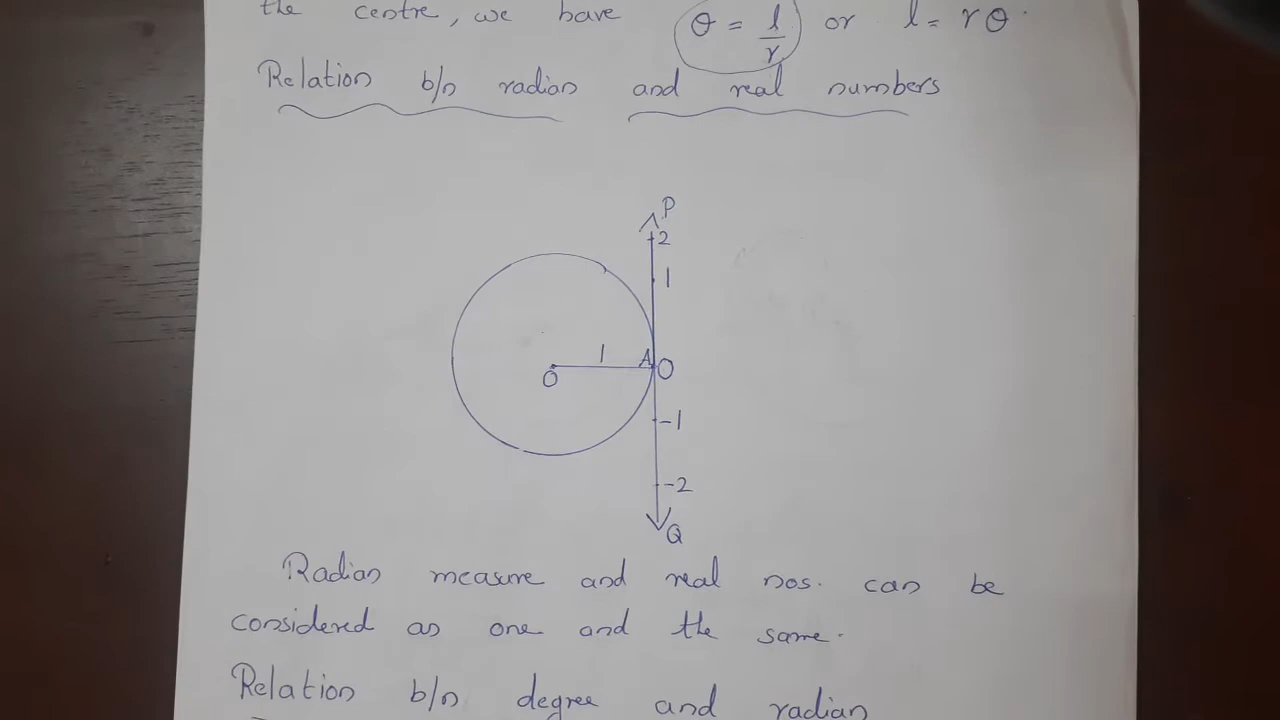 the centre, we have θ = l/r or l = rθ.
Relation b/n radian and real numbers
P
2
1
1
A
O
O
-1
-2
Q
Radian measure and real nos. can be
considered as one and the same.
Relation b/n degree and radian